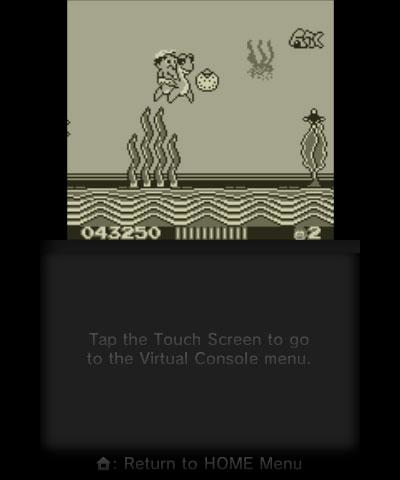 043250 2
Tap the Touch Screen to go
to the Virtual Console menu.
: Return to HOME Menu